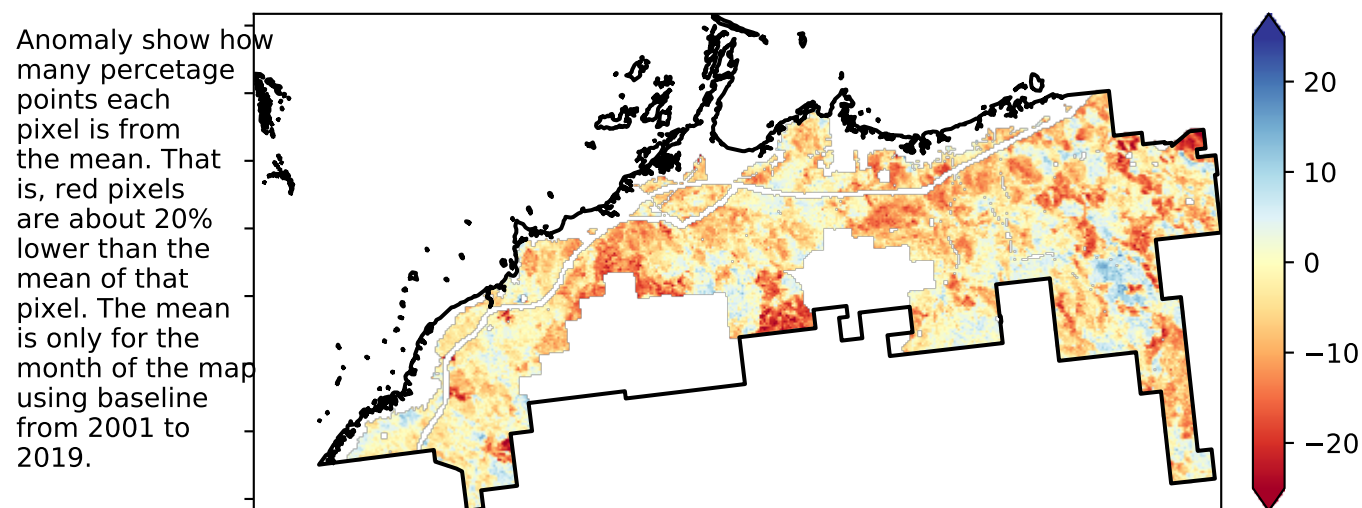 Anomaly show how
many percetage
points each
pixel is from
the mean. That
is, red pixels
are about 20%
lower than the
mean of that
pixel. The mean
is only for the
month of the map
using baseline
from 2001 to
2019.
20
10
0
−10
−20